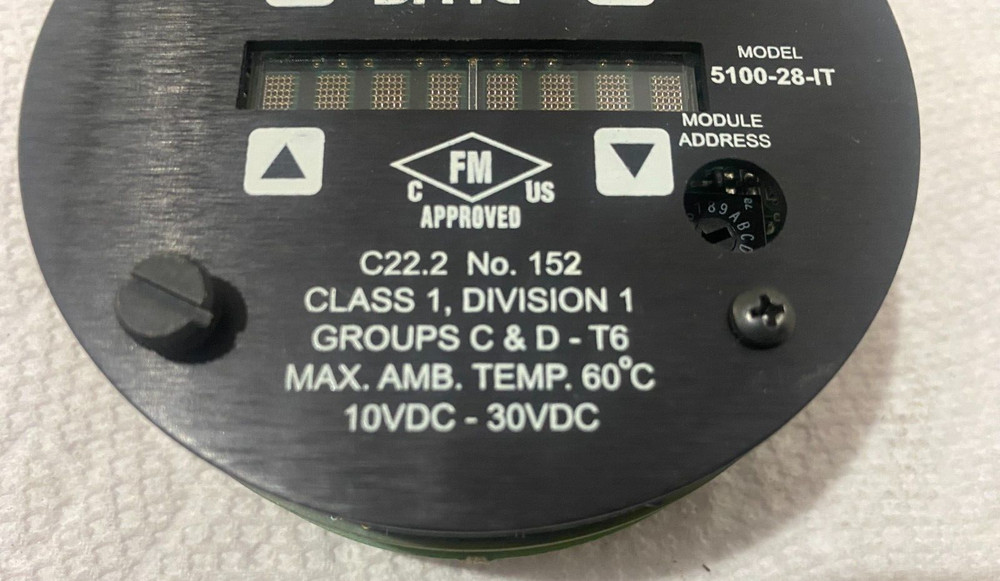 MODEL
5100-28-IT
MODULE
ADDRESS
FM
C US
APPROVED
89ABCD
C22.2 No. 152
CLASS 1, DIVISION 1
GROUPS C & D - T6
MAX. AMB. TEMP. 60°C
10VDC - 30VDC